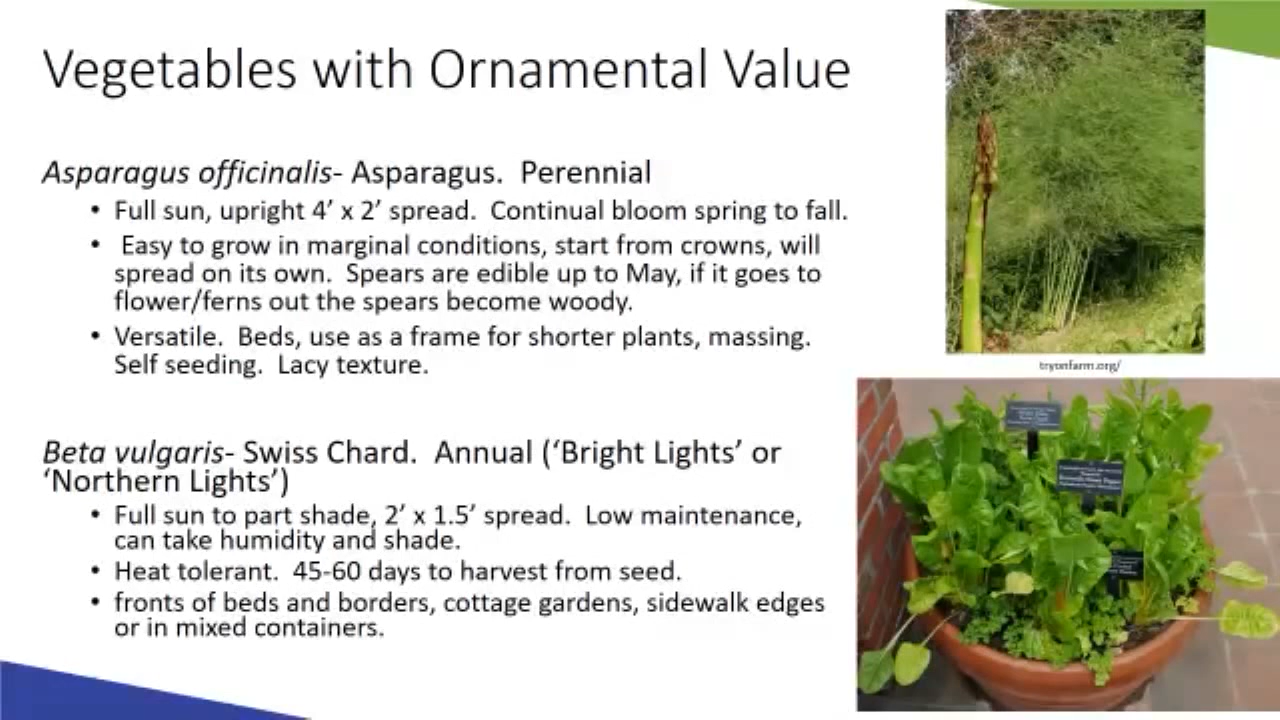 Vegetables with Ornamental Value
Asparagus officinalis- Asparagus.  Perennial
• Full sun, upright 4’ x 2’ spread.  Continual bloom spring to fall.
•  Easy to grow in marginal conditions, start from crowns, will
spread on its own.  Spears are edible up to May, if it goes to
flower/ferns out the spears become woody.
• Versatile.  Beds, use as a frame for shorter plants, massing.
Self seeding.  Lacy texture.
tryonfarm.org/
Beta vulgaris- Swiss Chard.  Annual (‘Bright Lights’ or
‘Northern Lights’)
• Full sun to part shade, 2’ x 1.5’ spread.  Low maintenance,
can take humidity and shade.
• Heat tolerant.  45-60 days to harvest from seed.
• fronts of beds and borders, cottage gardens, sidewalk edges
or in mixed containers.